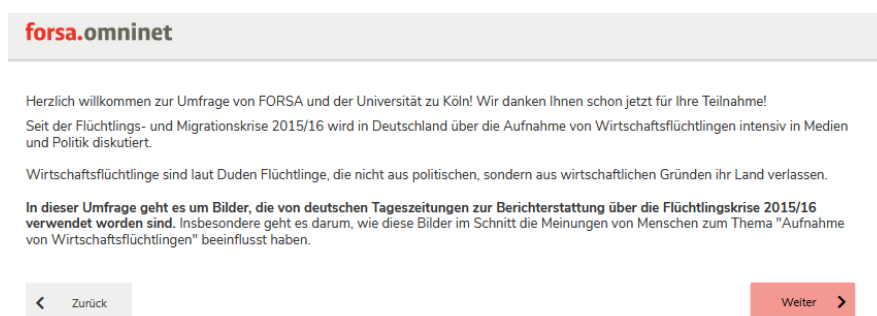 forsa.omninet
Herzlich willkommen zur Umfrage von FORSA und der Universität zu Köln! Wir danken Ihnen schon jetzt für Ihre Teilnahme!
Seit der Flüchtlings- und Migrationskrise 2015/16 wird in Deutschland über die Aufnahme von Wirtschaftsflüchtlingen intensiv in Medien
und Politik diskutiert.
Wirtschaftsflüchtlinge sind laut Duden Flüchtlinge, die nicht aus politischen, sondern aus wirtschaftlichen Gründen ihr Land verlassen.
In dieser Umfrage geht es um Bilder, die von deutschen Tageszeitungen zur Berichterstattung über die Flüchtlingskrise 2015/16
verwendet worden sind. Insbesondere geht es darum, wie diese Bilder im Schnitt die Meinungen von Menschen zum Thema "Aufnahme
von Wirtschaftsflüchtlingen" beeinflusst haben.
Zurück
Weiter